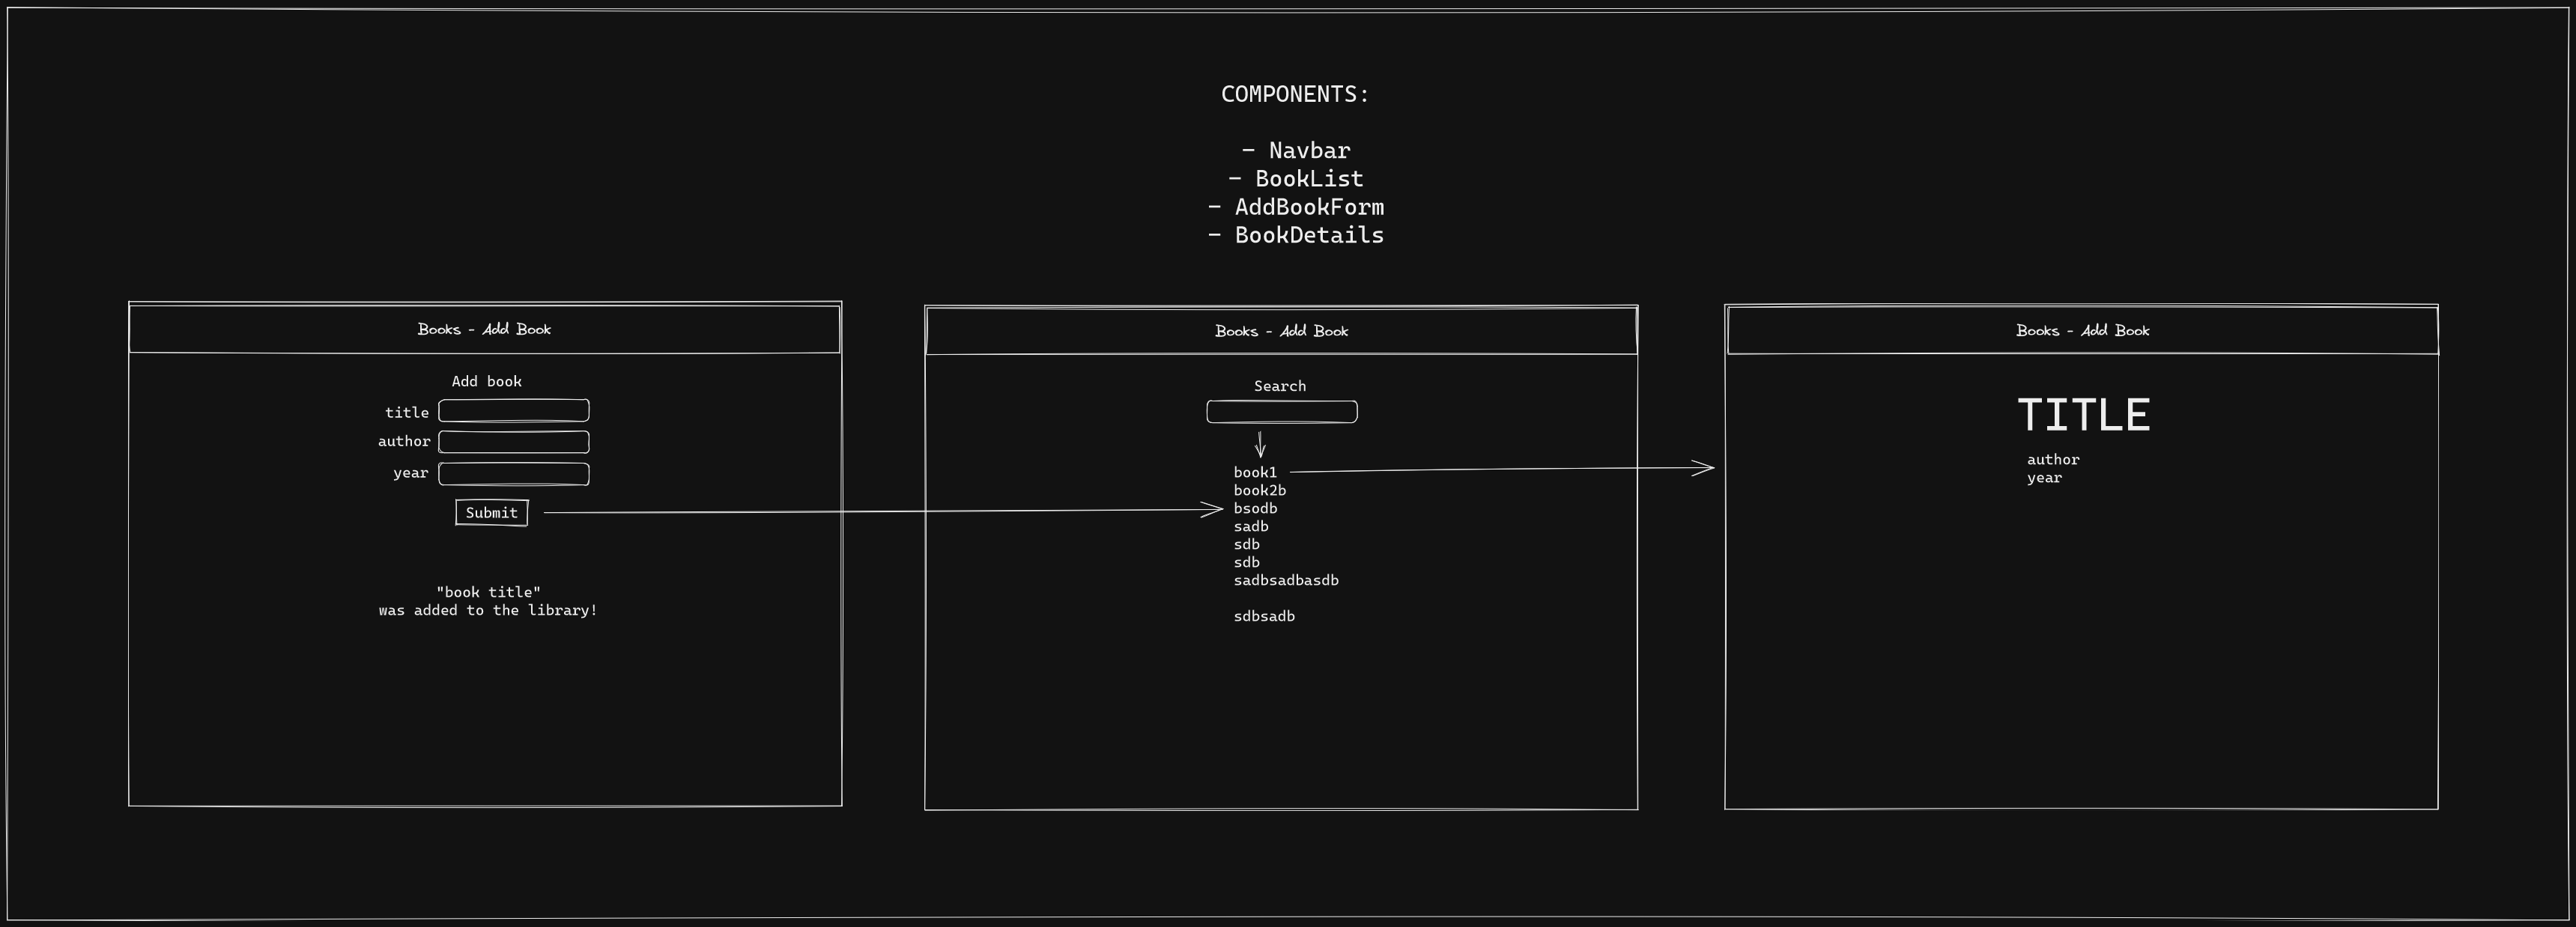 COMPONENTS:
- Navbar
- BookList
- AddBookForm
- BookDetails
Books - Add Book
Add book
title
author
year
Submit
"book title"
was added to the library!
Books - Add Book
Search
book1
book2b
bsodb
sadb
sdb
sdb
sadbsadbasdb
sdbsadb
Books - Add Book
TITLE
author
year